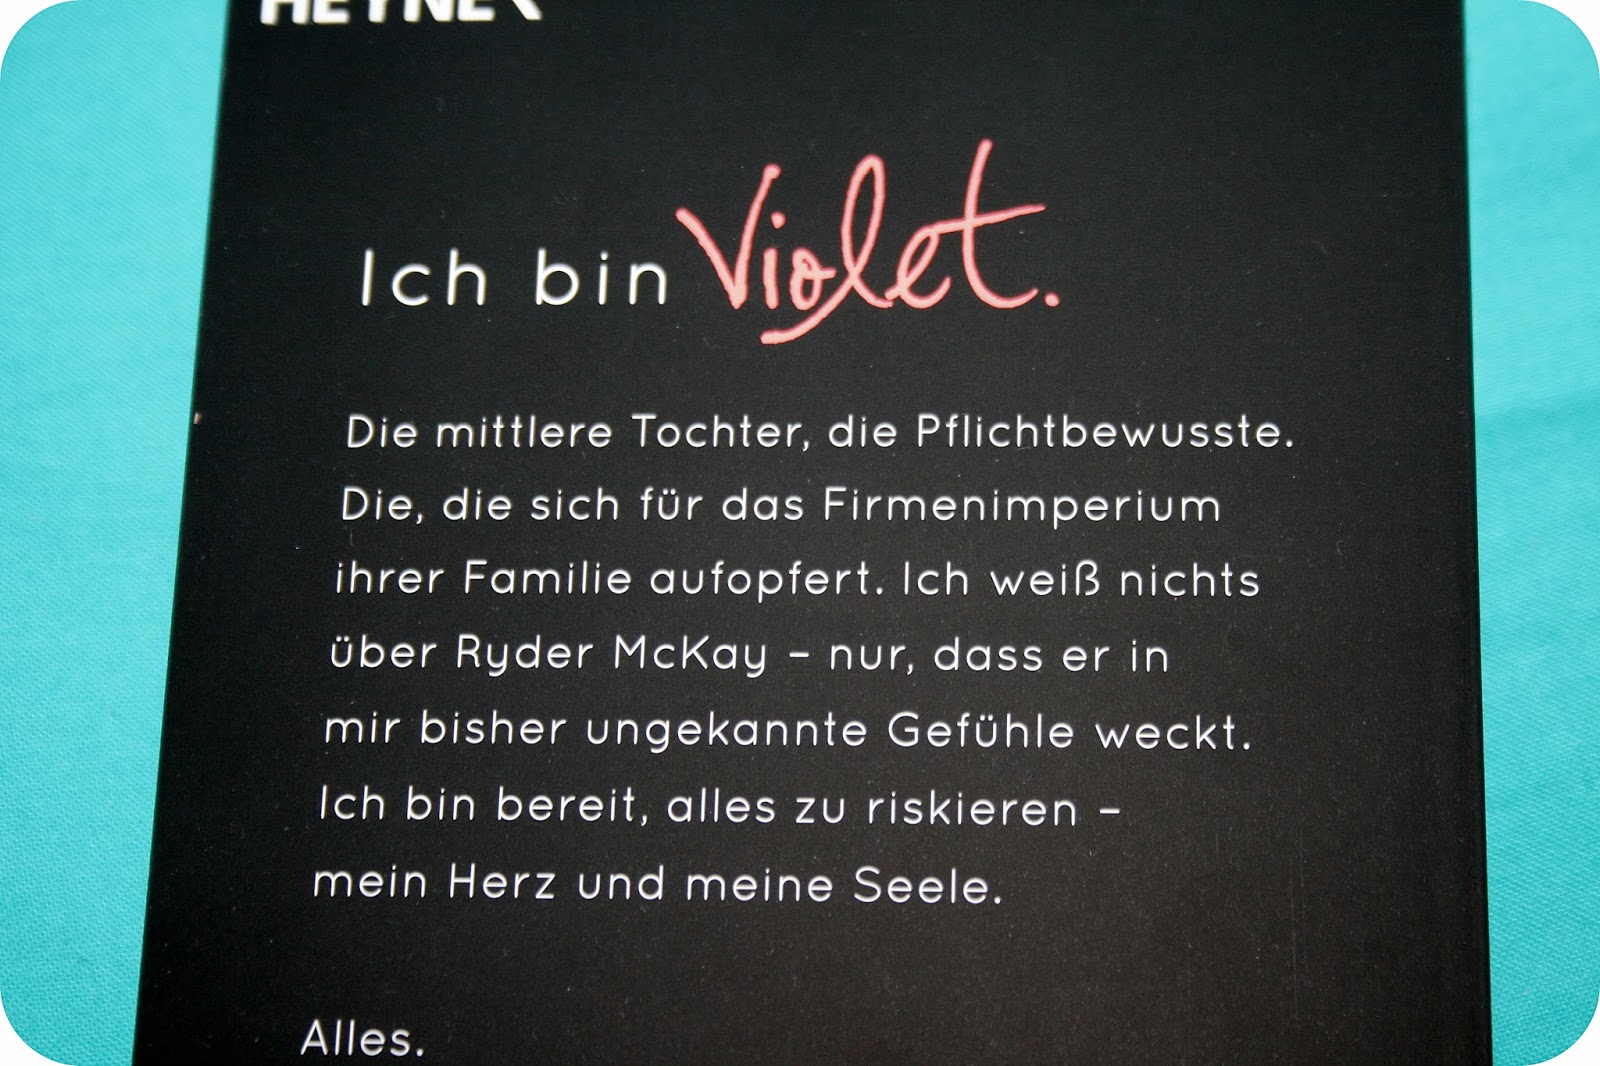 HEYNE
Ich bin Violet.
Die mittlere Tochter, die Pflichtbewusste.
Die, die sich für das Firmenimperium
ihrer Familie aufopfert. Ich weiß nichts
über Ryder McKay – nur, dass er in
mir bisher ungekannte Gefühle weckt.
Ich bin bereit, alles zu riskieren –
mein Herz und meine Seele.
Alles.